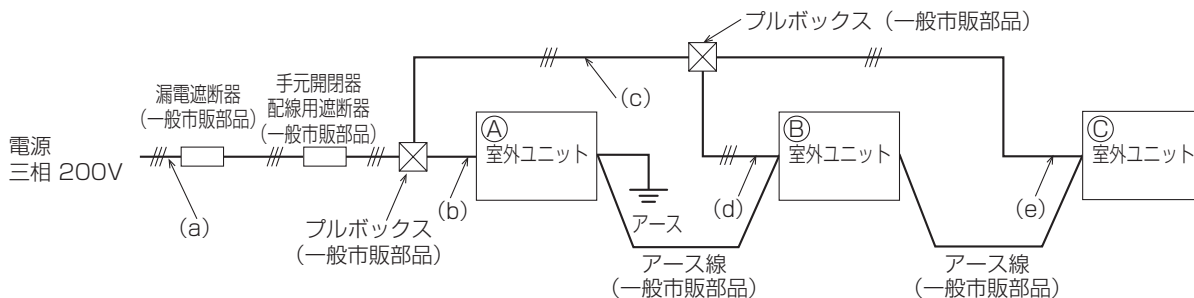 プルボックス（一般市販部品）
漏電遮断器
（一般市販部品）
手元開閉器
配線用遮断器
（一般市販部品）
（c）
電源
三相 200V
Ⓐ
室外ユニット
Ⓑ
室外ユニット
Ⓒ
室外ユニット
（a）
（b）
アース
（d）
（e）
プルボックス
（一般市販部品）
アース線
（一般市販部品）
アース線
（一般市販部品）